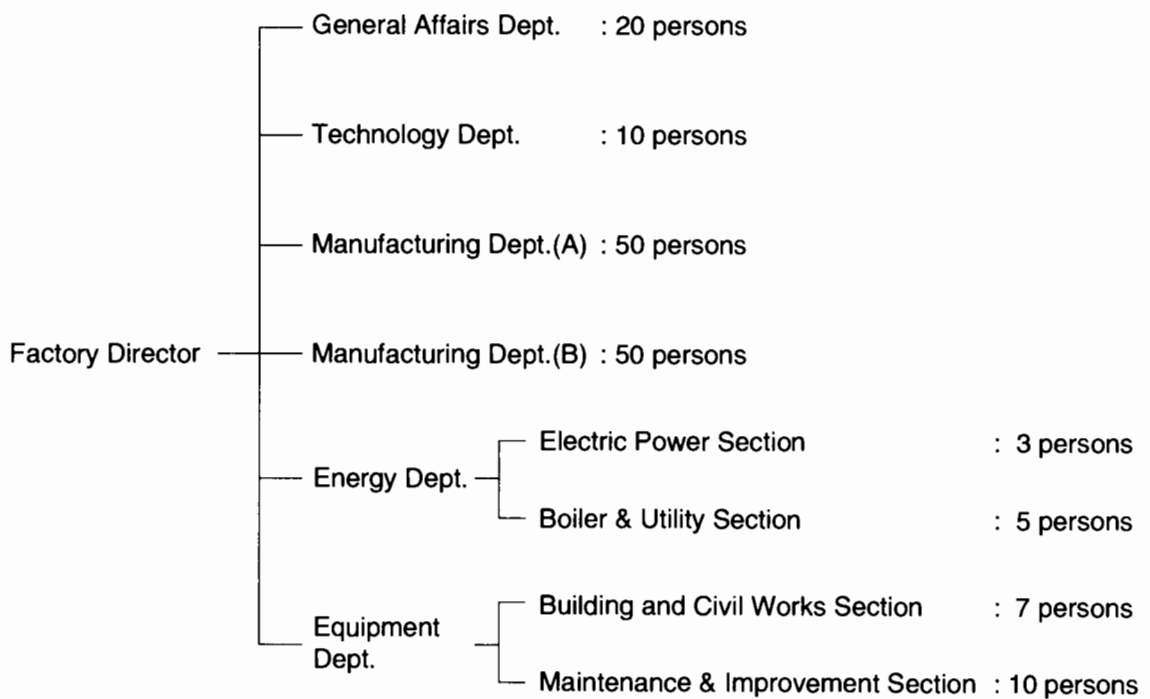 General Affairs Dept. : 20 persons
Technology Dept. : 10 persons
Manufacturing Dept.(A) : 50 persons
Factory Director
Manufacturing Dept.(B) : 50 persons
Energy Dept.
Electric Power Section : 3 persons
Boiler & Utility Section : 5 persons
Equipment
Dept.
Building and Civil Works Section : 7 persons
Maintenance & Improvement Section : 10 persons